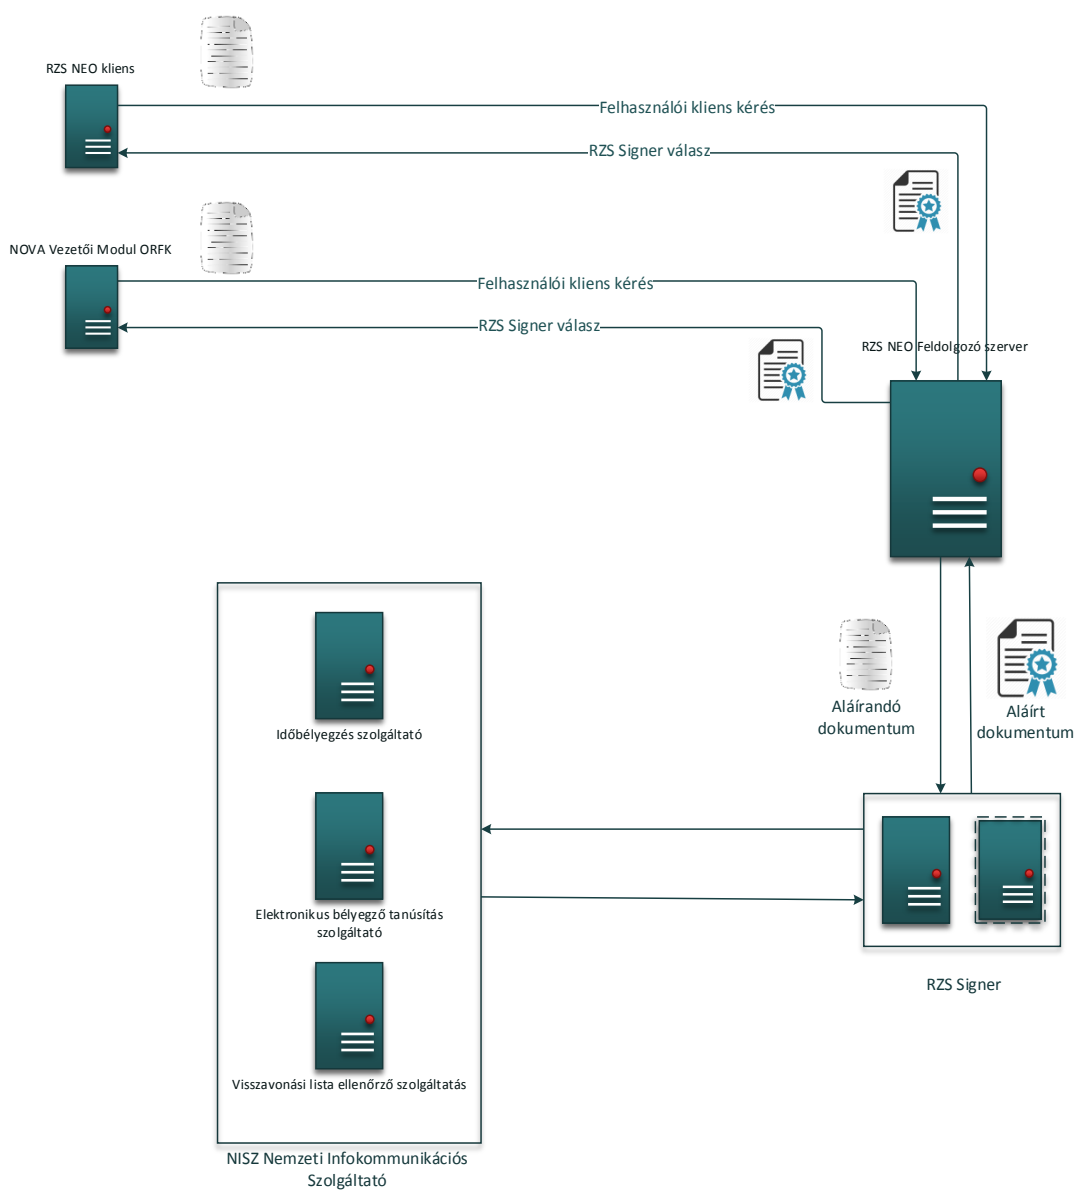 RZS NEO kliens
Felhasználói kliens kérés
RZS Signer válasz
NOVA Vezetői Modul ORFK
Felhasználói kliens kérés
RZS Signer válasz
RZS NEO Feldolgozó szerver
Aláírandó
dokumentum
Aláírt
dokumentum
Időbélyegzés szolgáltató
Elektronikus bélyegző tanúsítás
szolgáltató
Visszavonási lista ellenőrző szolgáltatás
RZS Signer
NISZ Nemzeti Infokommunikációs
Szolgáltató